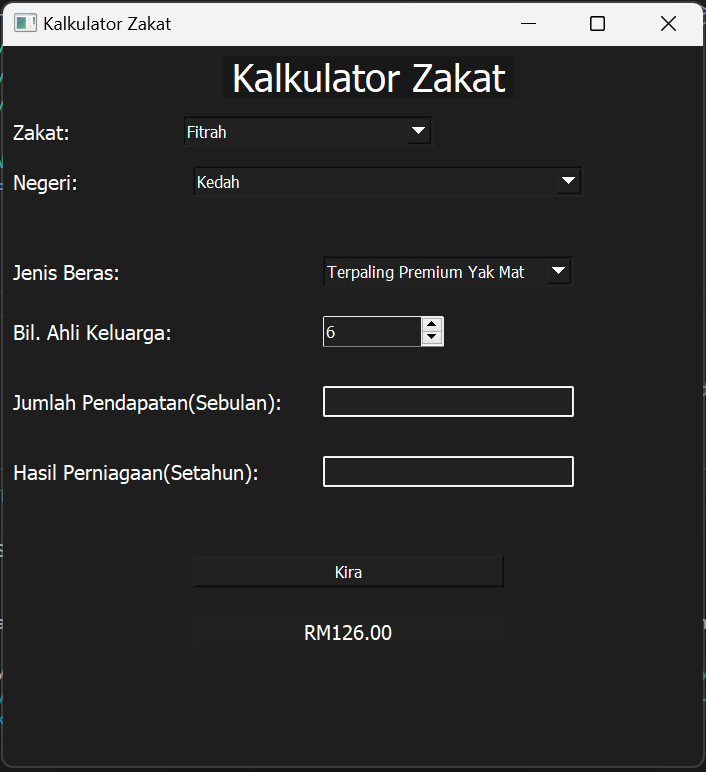 Kalkulator Zakat
Kalkulator Zakat
Zakat: Fitrah
Negeri: Kedah
Jenis Beras: Terpaling Premium Yak Mat
Bil. Ahli Keluarga: 6
Jumlah Pendapatan(Sebulan):
Hasil Perniagaan(Setahun):
Kira
RM126.00